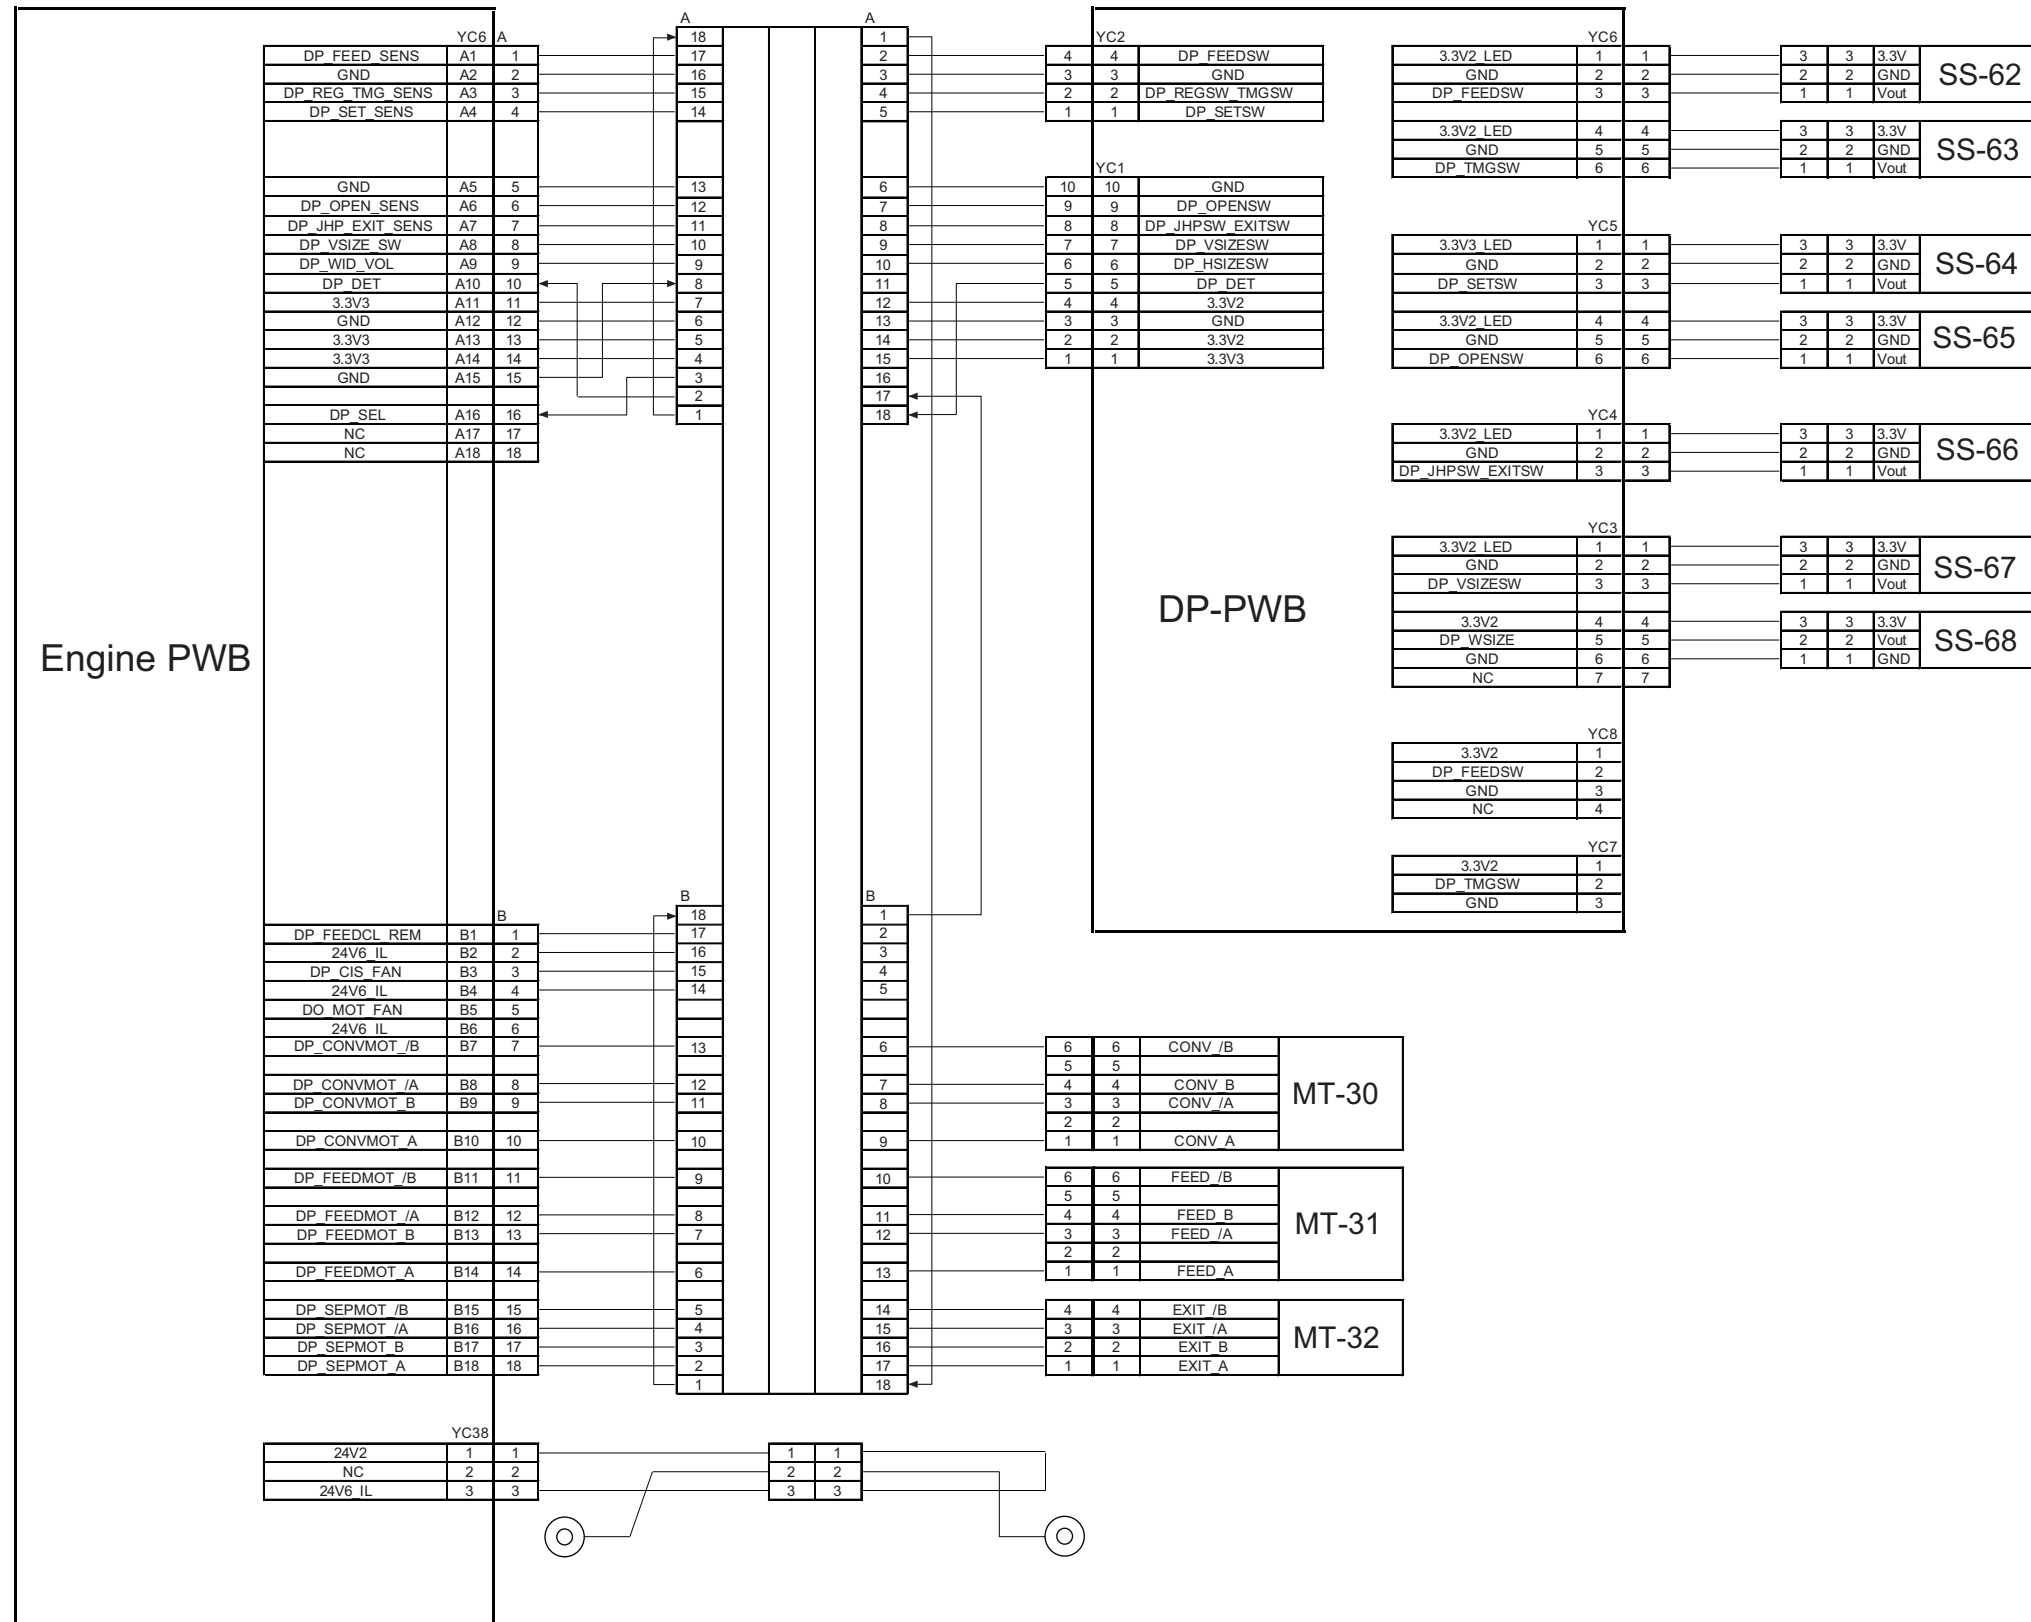 Engine PWB
YC6 A
DP_FEED_SENS A1 1
GND A2 2
DP_REG_TMG_SENS A3 3
DP_SET_SENS A4 4
GND A5 5
DP_OPEN_SENS A6 6
DP_JHP_EXIT_SENS A7 7
DP_VSIZE_SW A8 8
DP_WID_VOL A9 9
DP_DET A10 10
3.3V3 A11 11
GND A12 12
3.3V3 A13 13
3.3V3 A14 14
GND A15 15
DP_SEL A16 16
NC A17 17
NC A18 18
B
DP_FEEDCL_REM B1 1
24V6_IL B2 2
DP_CIS_FAN B3 3
24V6_IL B4 4
DO_MOT_FAN B5 5
24V6_IL B6 6
DP_CONVMOT_/B B7 7
DP_CONVMOT_/A B8 8
DP_CONVMOT_B B9 9
DP_CONVMOT_A B10 10
DP_FEEDMOT_/B B11 11
DP_FEEDMOT_/A B12 12
DP_FEEDMOT_B B13 13
DP_FEEDMOT_A B14 14
DP_SEPMOT_/B B15 15
DP_SEPMOT_/A B16 16
DP_SEPMOT_B B17 17
DP_SEPMOT_A B18 18
YC38
24V2 1 1
NC 2 2
24V6_IL 3 3
A A
18 1
17 2
16 3
15 4
14 5
13 6
12 7
11 8
10 9
9 10
8 11
7 12
6 13
5 14
4 15
3 16
2 17
1 18
B B
18 1
17 2
16 3
15 4
14 5
13 6
12 7
11 8
10 9
9 10
8 11
7 12
6 13
5 14
4 15
3 16
2 17
1 18
1 1
2 2
3 3
DP-PWB
YC2
4 4 DP_FEEDSW
3 3 GND
2 2 DP_REGSW_TMGSW
1 1 DP_SETSW
YC1
10 10 GND
9 9 DP_OPENSW
8 8 DP_JHPSW_EXITSW
7 7 DP_VSIZESW
6 6 DP_HSIZESW
5 5 DP_DET
4 4 3.3V2
3 3 GND
2 2 3.3V2
1 1 3.3V3
6 6 CONV_/B
5 5
4 4 CONV_B
3 3 CONV_/A
2 2
1 1 CONV_A
MT-30
6 6 FEED_/B
5 5
4 4 FEED_B
3 3 FEED_/A
2 2
1 1 FEED_A
MT-31
4 4 EXIT_/B
3 3 EXIT_/A
2 2 EXIT_B
1 1 EXIT_A
MT-32
YC6
3.3V2_LED 1 1 3 3 3.3V
GND 2 2 2 2 GND
DP_FEEDSW 3 3 1 1 Vout
SS-62
3.3V2_LED 4 4 3 3 3.3V
GND 5 5 2 2 GND
DP_TMGSW 6 6 1 1 Vout
SS-63
YC5
3.3V3_LED 1 1 3 3 3.3V
GND 2 2 2 2 GND
DP_SETSW 3 3 1 1 Vout
SS-64
3.3V2_LED 4 4 3 3 3.3V
GND 5 5 2 2 GND
DP_OPENSW 6 6 1 1 Vout
SS-65
YC4
3.3V2_LED 1 1 3 3 3.3V
GND 2 2 2 2 GND
DP_JHPSW_EXITSW 3 3 1 1 Vout
SS-66
YC3
3.3V2_LED 1 1 3 3 3.3V
GND 2 2 2 2 GND
DP_VSIZESW 3 3 1 1 Vout
SS-67
3.3V2 4 4 3 3 3.3V
DP_WSIZE 5 5 2 2 Vout
GND 6 6 1 1 GND
NC 7 7
SS-68
YC8
3.3V2 1
DP_FEEDSW 2
GND 3
NC 4
YC7
3.3V2 1
DP_TMGSW 2
GND 3